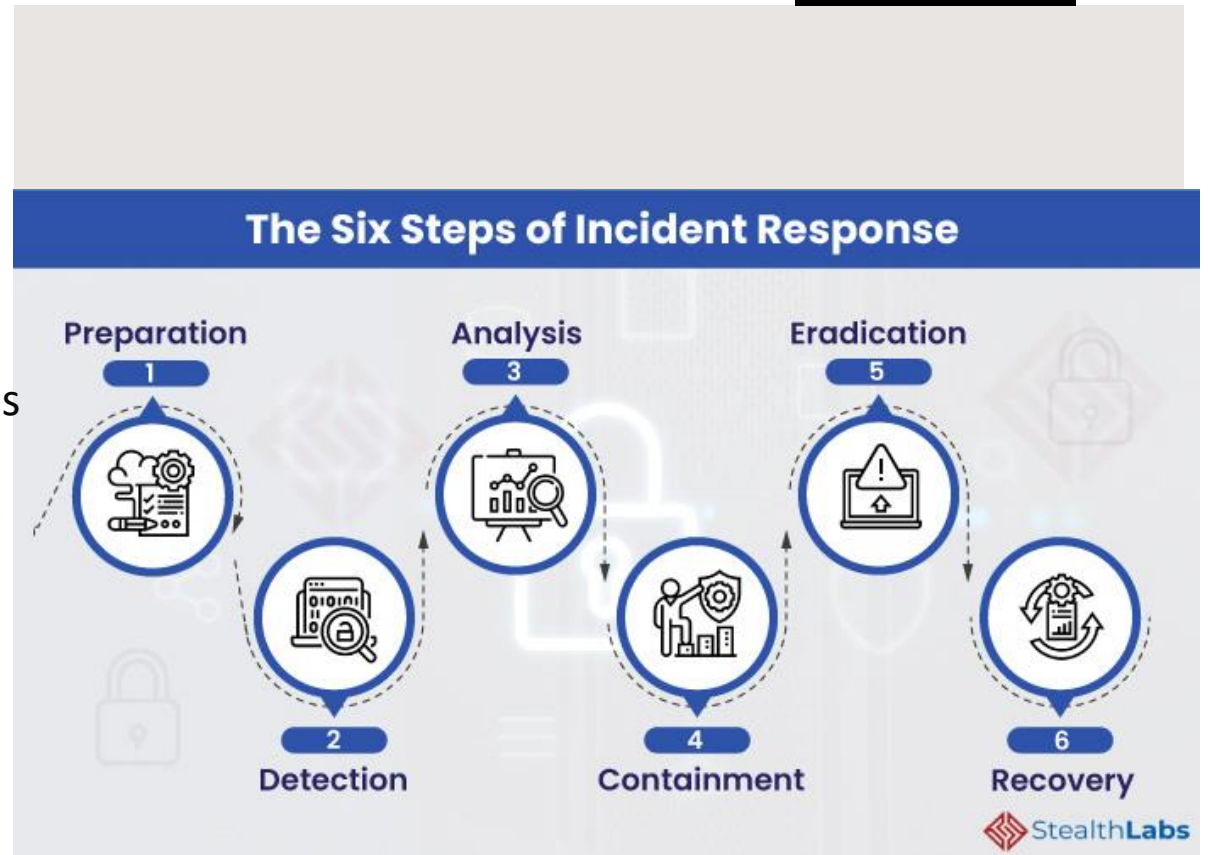 The Six Steps of Incident Response
Preparation
1
Analysis
3
Eradication
5
s
2
Detection
4
Containment
6
Recovery
StealthLabs